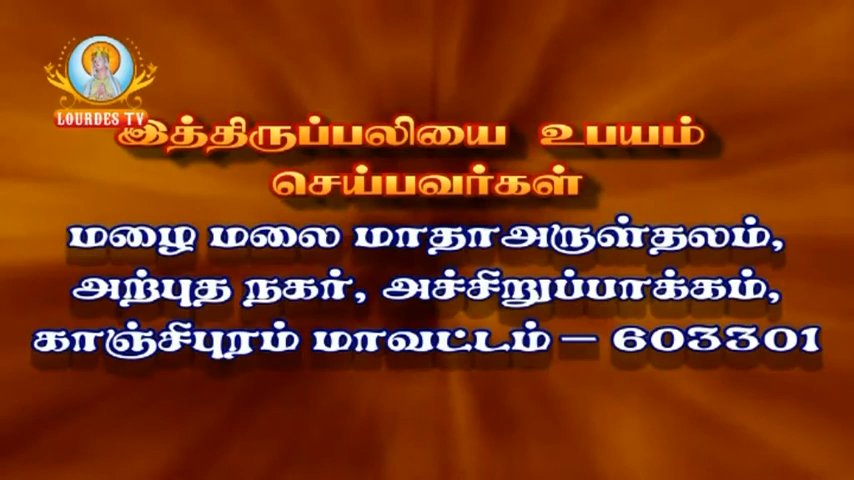 LOURDES TV
இத்திருப்பலியை உபயம்
செய்பவர்கள்
மழை மலை மாதாஅருள்தலம்,
அற்புத நகர், அச்சிறுப்பாக்கம்,
காஞ்சிபுரம் மாவட்டம் – 603301